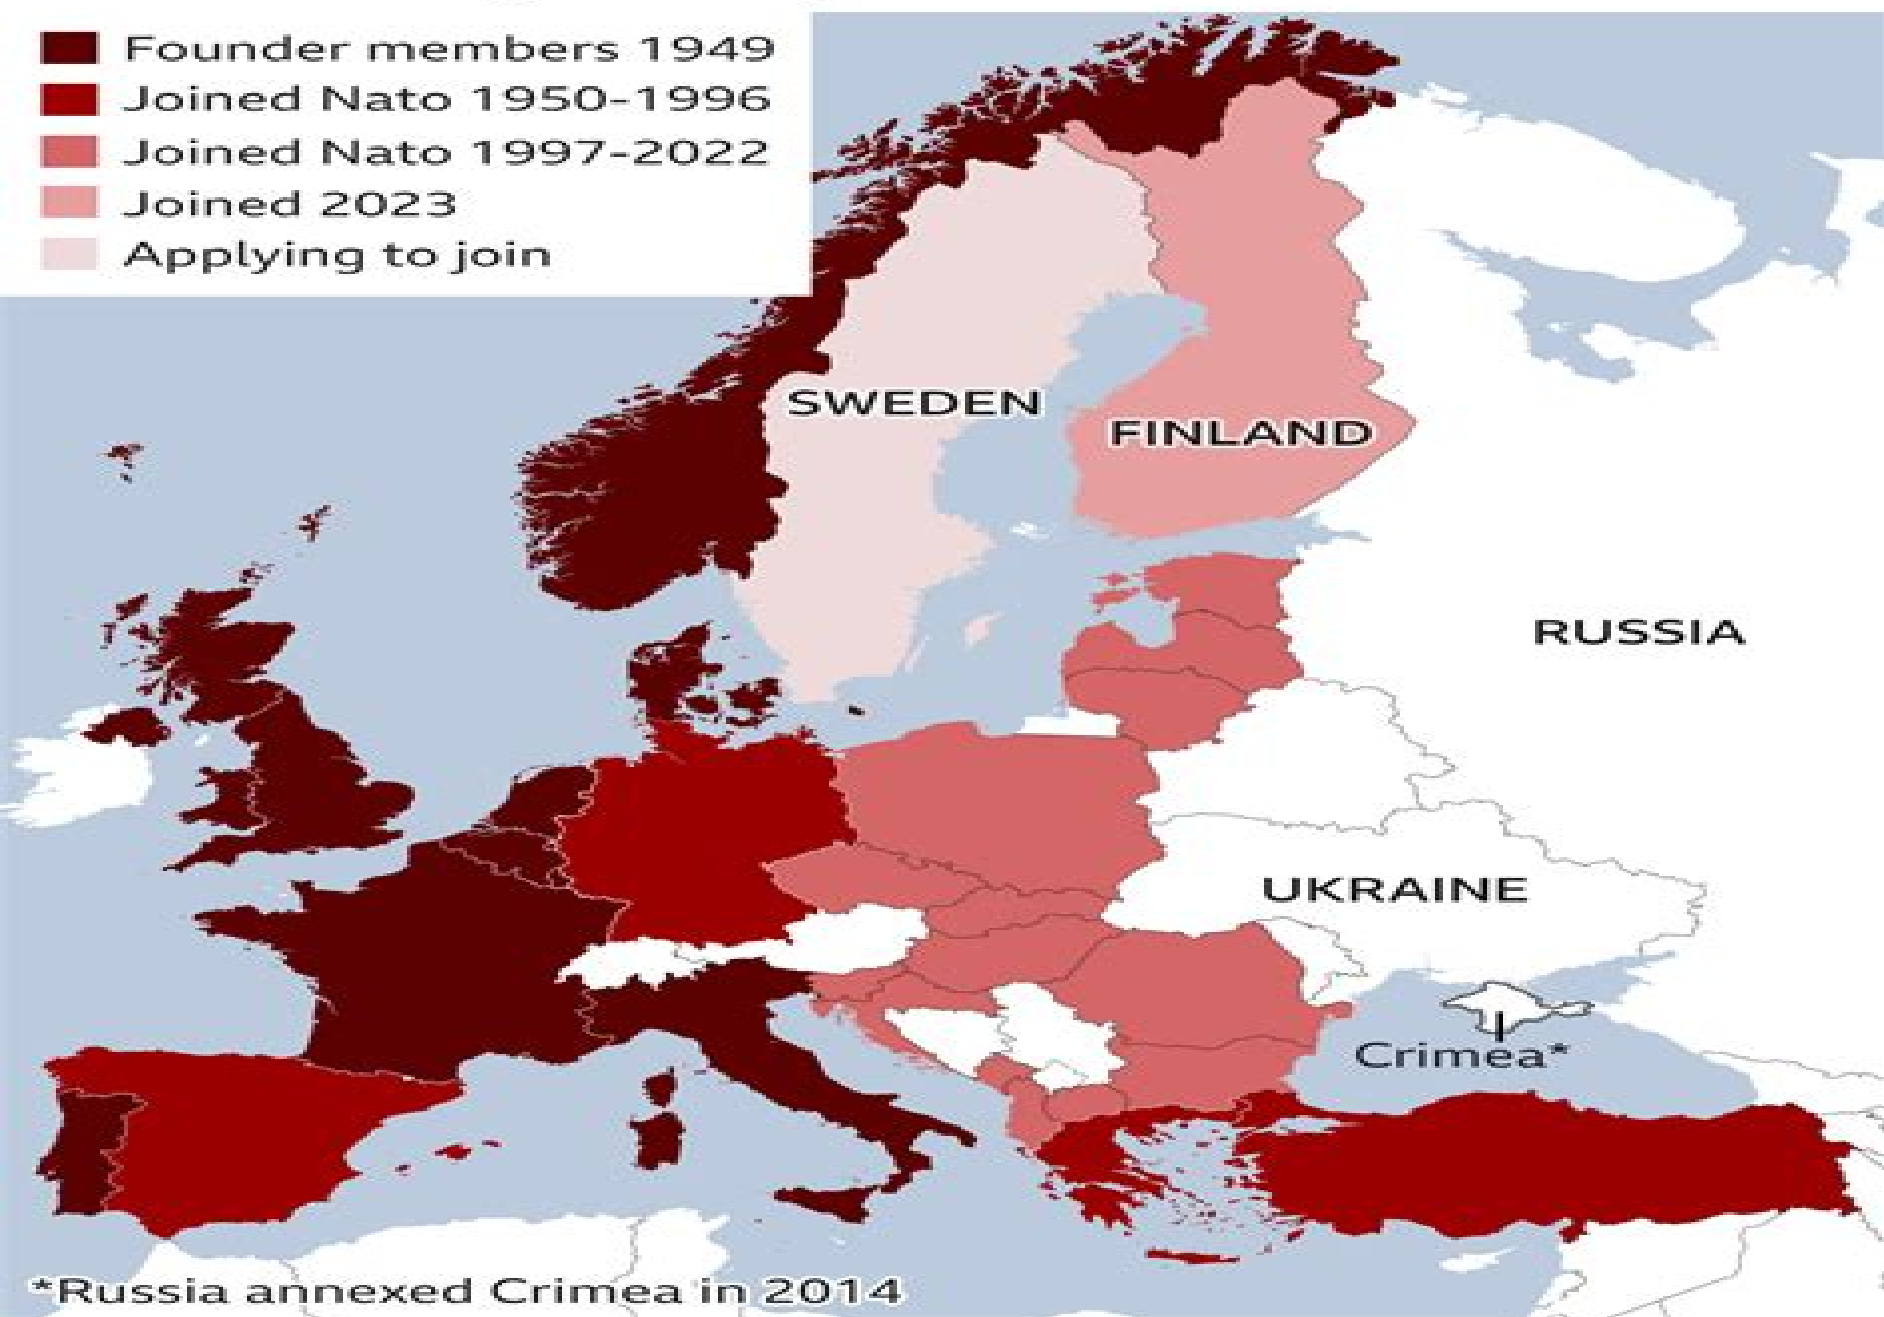 Founder members 1949
Joined Nato 1950-1996
Joined Nato 1997-2022
Joined 2023
Applying to join
SWEDEN
FINLAND
RUSSIA
UKRAINE
Crimea*
*Russia annexed Crimea in 2014